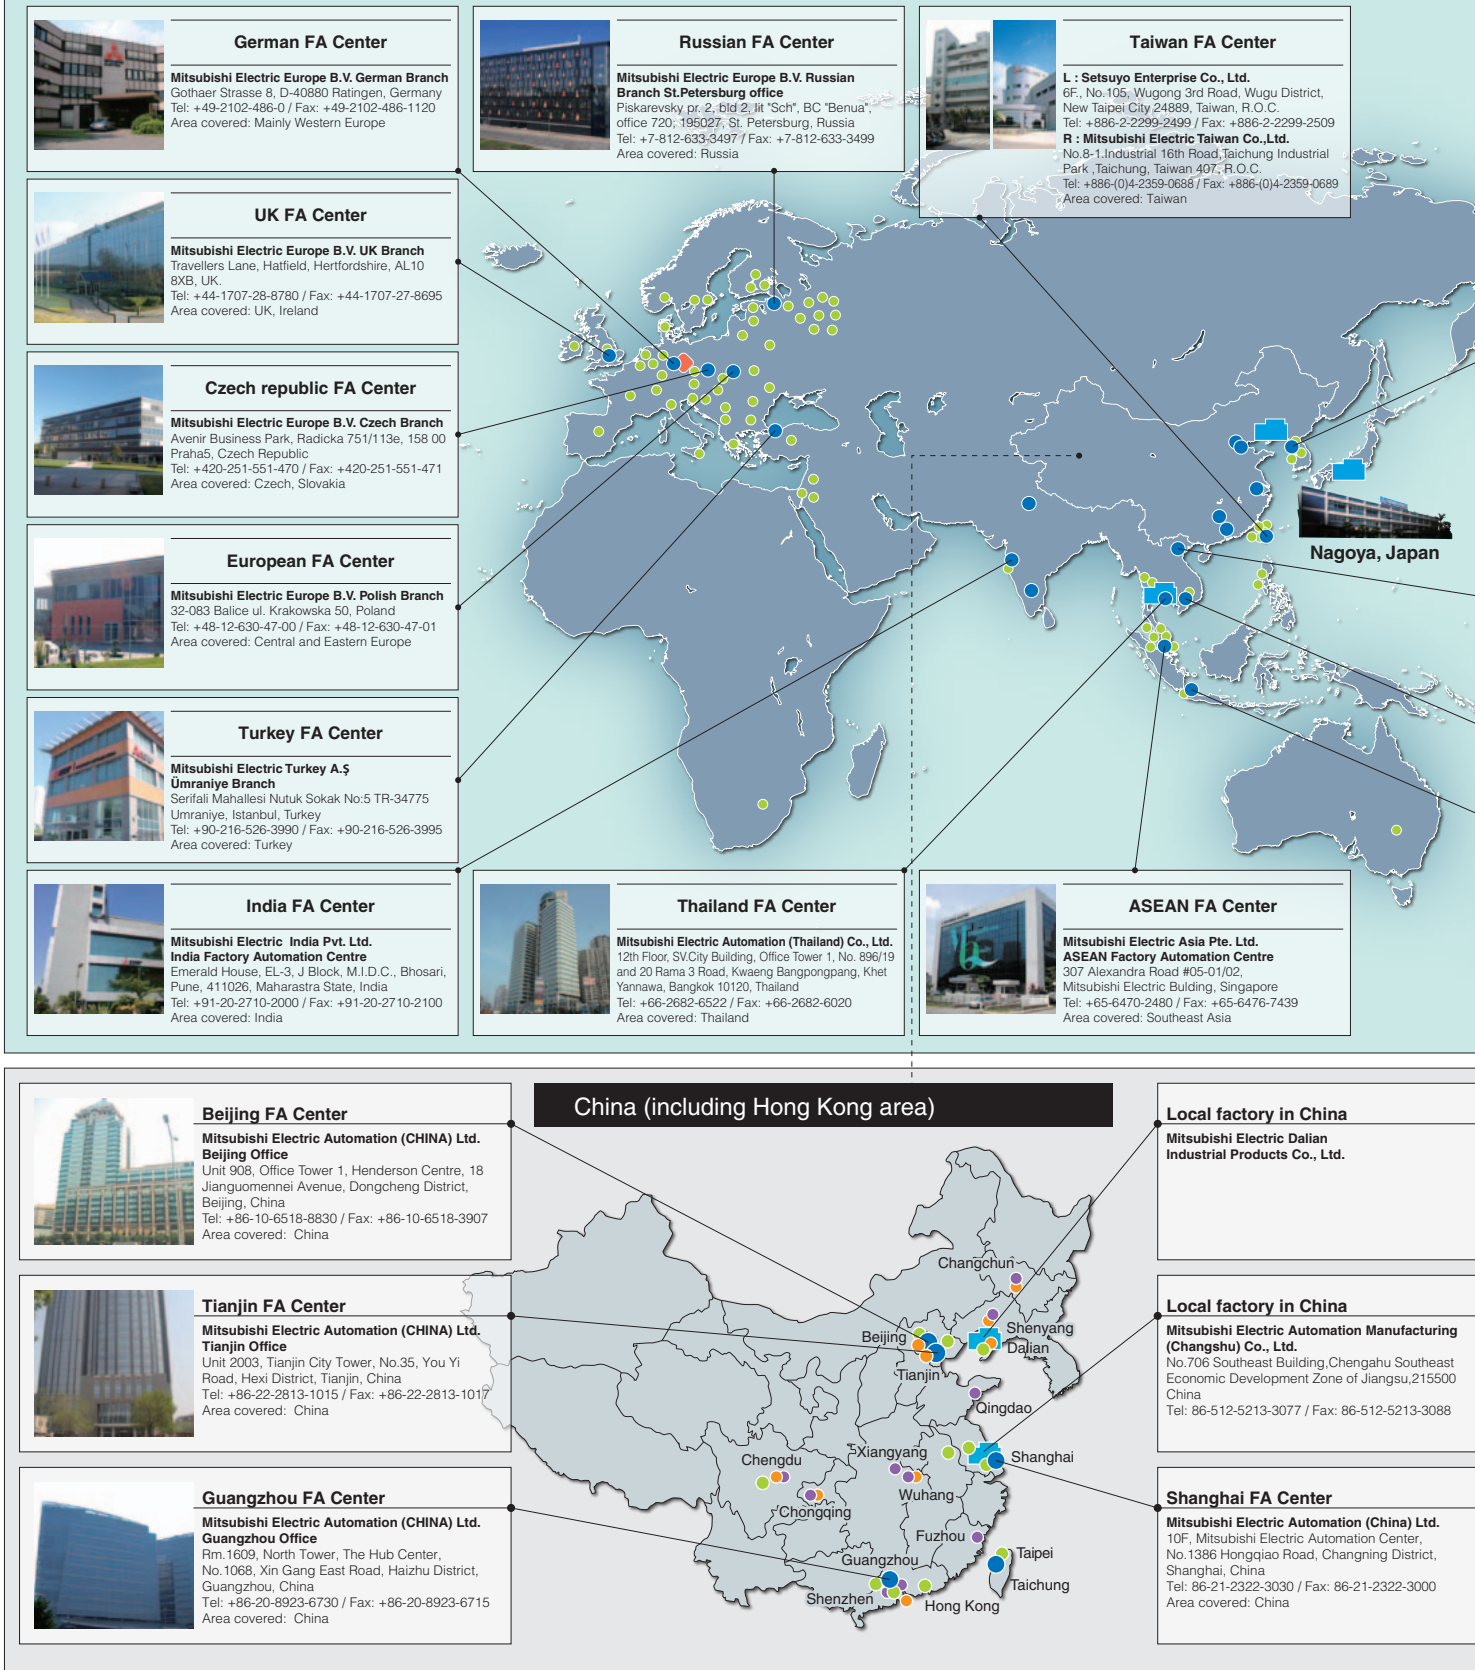 German FA Center
Mitsubishi Electric Europe B.V. German Branch
Gothaer Strasse 8, D-40880 Ratingen, Germany
Tel: +49-2102-486-0 / Fax: +49-2102-486-1120
Area covered: Mainly Western Europe
Russian FA Center
Mitsubishi Electric Europe B.V. Russian
Branch St.Petersburg office
Piskarevsky pr. 2, bld 2, lit "Sch", BC "Benua",
office 720; 195027, St. Petersburg, Russia
Tel: +7-812-633-3497 / Fax: +7-812-633-3499
Area covered: Russia
Taiwan FA Center
L : Setsuyo Enterprise Co., Ltd.
6F., No.105, Wugong 3rd Road, Wugu District,
New Taipei City 24889, Taiwan, R.O.C.
Tel: +886-2-2299-2499 / Fax: +886-2-2299-2509
R : Mitsubishi Electric Taiwan Co.,Ltd.
No.8-1.Industrial 16th Road,Taichung Industrial
Park ,Taichung, Taiwan 407, R.O.C.
Tel: +886-(0)4-2359-0688 / Fax: +886-(0)4-2359-0689
Area covered: Taiwan
UK FA Center
Mitsubishi Electric Europe B.V. UK Branch
Travellers Lane, Hatfield, Hertfordshire, AL10
8XB, UK.
Tel: +44-1707-28-8780 / Fax: +44-1707-27-8695
Area covered: UK, Ireland
Czech republic FA Center
Mitsubishi Electric Europe B.V. Czech Branch
Avenir Business Park, Radicka 751/113e, 158 00
Praha5, Czech Republic
Tel: +420-251-551-470 / Fax: +420-251-551-471
Area covered: Czech, Slovakia
European FA Center
Mitsubishi Electric Europe B.V. Polish Branch
32-083 Balice ul. Krakowska 50, Poland
Tel: +48-12-630-47-00 / Fax: +48-12-630-47-01
Area covered: Central and Eastern Europe
Nagoya, Japan
Turkey FA Center
Mitsubishi Electric Turkey A.Ş
Ümraniye Branch
Serifali Mahallesi Nutuk Sokak No:5 TR-34775
Umraniye, Istanbul, Turkey
Tel: +90-216-526-3990 / Fax: +90-216-526-3995
Area covered: Turkey
India FA Center
Mitsubishi Electric India Pvt. Ltd.
India Factory Automation Centre
Emerald House, EL-3, J Block, M.I.D.C., Bhosari,
Pune, 411026, Maharastra State, India
Tel: +91-20-2710-2000 / Fax: +91-20-2710-2100
Area covered: India
Thailand FA Center
Mitsubishi Electric Automation (Thailand) Co., Ltd.
12th Floor, SV.City Building, Office Tower 1, No. 896/19
and 20 Rama 3 Road, Kwaeng Bangpongpang, Khet
Yannawa, Bangkok 10120, Thailand
Tel: +66-2682-6522 / Fax: +66-2682-6020
Area covered: Thailand
ASEAN FA Center
Mitsubishi Electric Asia Pte. Ltd.
ASEAN Factory Automation Centre
307 Alexandra Road #05-01/02,
Mitsubishi Electric Bulding, Singapore
Tel: +65-6470-2480 / Fax: +65-6476-7439
Area covered: Southeast Asia
China (including Hong Kong area)
Beijing FA Center
Mitsubishi Electric Automation (CHINA) Ltd.
Beijing Office
Unit 908, Office Tower 1, Henderson Centre, 18
Jianguomennei Avenue, Dongcheng District,
Beijing, China
Tel: +86-10-6518-8830 / Fax: +86-10-6518-3907
Area covered: China
Tianjin FA Center
Mitsubishi Electric Automation (CHINA) Ltd.
Tianjin Office
Unit 2003, Tianjin City Tower, No.35, You Yi
Road, Hexi District, Tianjin, China
Tel: +86-22-2813-1015 / Fax: +86-22-2813-1017
Area covered: China
Guangzhou FA Center
Mitsubishi Electric Automation (CHINA) Ltd.
Guangzhou Office
Rm.1609, North Tower, The Hub Center,
No.1068, Xin Gang East Road, Haizhu District,
Guangzhou, China
Tel: +86-20-8923-6730 / Fax: +86-20-8923-6715
Area covered: China
Changchun
Shenyang
Beijing
Dalian
Tianjin
Qingdao
Xiangyang
Shanghai
Chengdu
Wuhang
Chongqing
Fuzhou
Guangzhou
Taipei
Taichung
Shenzhen
Hong Kong
Local factory in China
Mitsubishi Electric Dalian
Industrial Products Co., Ltd.
Local factory in China
Mitsubishi Electric Automation Manufacturing
(Changshu) Co., Ltd.
No.706 Southeast Building,Chengahu Southeast
Economic Development Zone of Jiangsu,215500
China
Tel: 86-512-5213-3077 / Fax: 86-512-5213-3088
Shanghai FA Center
Mitsubishi Electric Automation (China) Ltd.
10F, Mitsubishi Electric Automation Center,
No.1386 Hongqiao Road, Changning District,
Shanghai, China
Tel: 86-21-2322-3030 / Fax: 86-21-2322-3000
Area covered: China